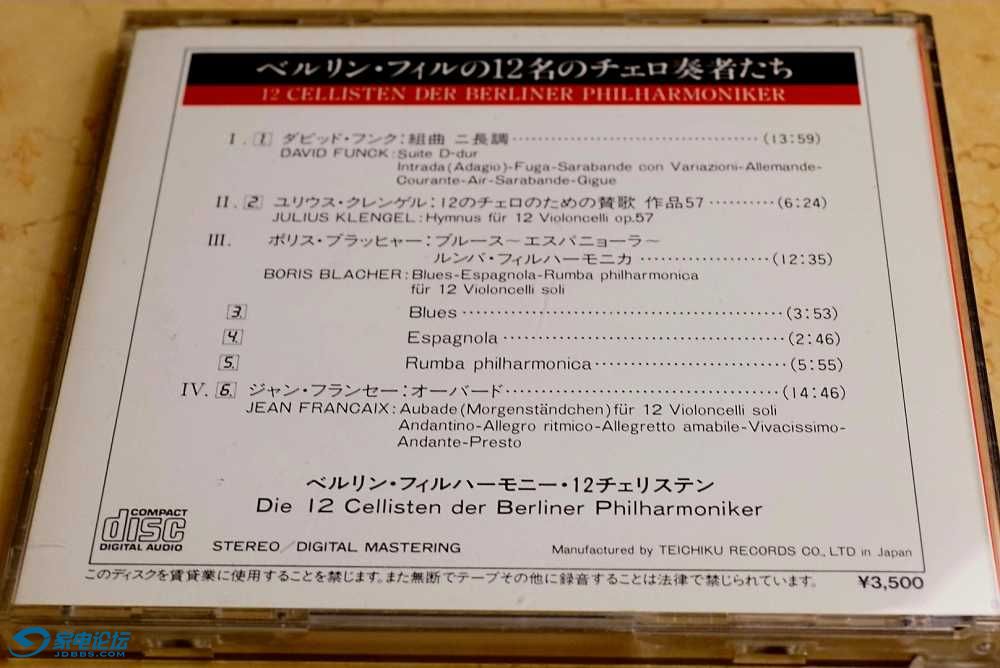 ベルリン・フィルの12名のチェロ奏者たち
12 CELLISTEN DER BERLINER PHILHARMONIKER
I. 1 ダビッド・フンク:組曲 ニ長調 (13:59)
DAVID FUNCK: Suite D-dur
Intrada (Adagio)-Fuga-Sarabande con Variazioni-Allemande-
Courante-Air-Sarabande-Gigue
II. 2 ユリウス・クレンゲル:12のチェロのための賛歌 作品57 (6:24)
JULIUS KLENGEL: Hymnus für 12 Violoncelli op.57
III. ボリス・ブラッヒャー:ブルース〜エスパニョーラ〜
ルンバ・フィルハーモニカ (12:35)
BORIS BLACHER: Blues-Espagnola-Rumba philharmonica
für 12 Violoncelli soli
3. Blues (3:53)
4. Espagnola (2:46)
5. Rumba philharmonica (5:55)
IV. 6. ジャン・フランセー:オーバード (14:46)
JEAN FRANCAIX: Aubade (Morgenständchen) für 12 Violoncelli soli
Andantino-Allegro ritmico-Allegretto amabile-Vivacissimo-
Andante-Presto
ベルリン・フィルハーモニー・12チェリステン
Die 12 Cellisten der Berliner Philharmoniker
COMPACT
disc
DIGITAL AUDIO
STEREO/DIGITAL MASTERING
Manufactured by TEICHIKU RECORDS CO., LTD in Japan
このディスクを賃貸業に使用することを禁じます。また無断でテープその他に録音することは法律で禁じられています。 ¥3,500
家电论坛
JDBBS.COM